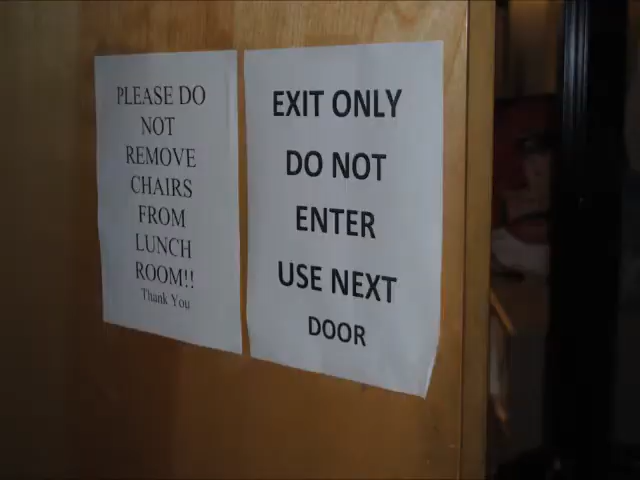 PLEASE DO
NOT
REMOVE
CHAIRS
FROM
LUNCH
ROOM!!
Thank You
EXIT ONLY
DO NOT
ENTER
USE NEXT
DOOR